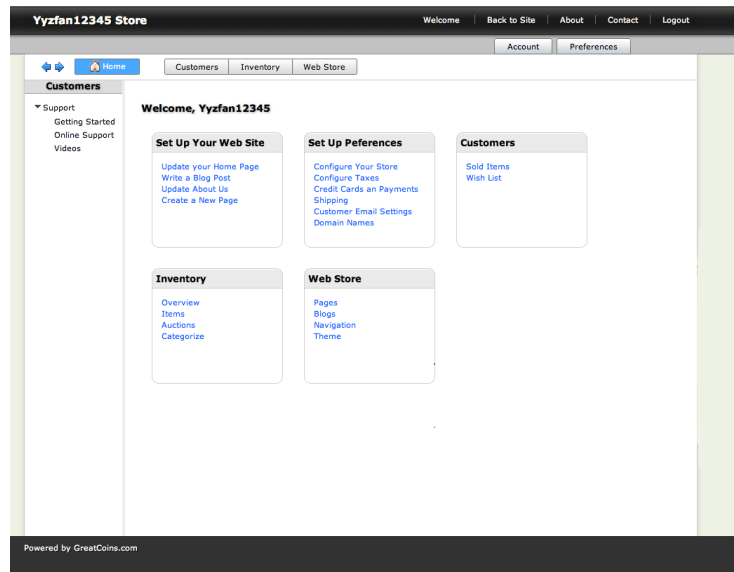 Yyzfan12345 Store
Welcome Back to Site About Contact Logout
Account Preferences
Home Customers Inventory Web Store
Customers
Support
Getting Started
Online Support
Videos
Welcome, Yyzfan12345
Set Up Your Web Site
Update your Home Page
Write a Blog Post
Update About Us
Create a New Page
Set Up Peferences
Configure Your Store
Configure Taxes
Credit Cards an Payments
Shipping
Customer Email Settings
Domain Names
Customers
Sold Items
Wish List
Inventory
Overview
Items
Auctions
Categorize
Web Store
Pages
Blogs
Navigation
Theme
Powered by GreatCoins.com